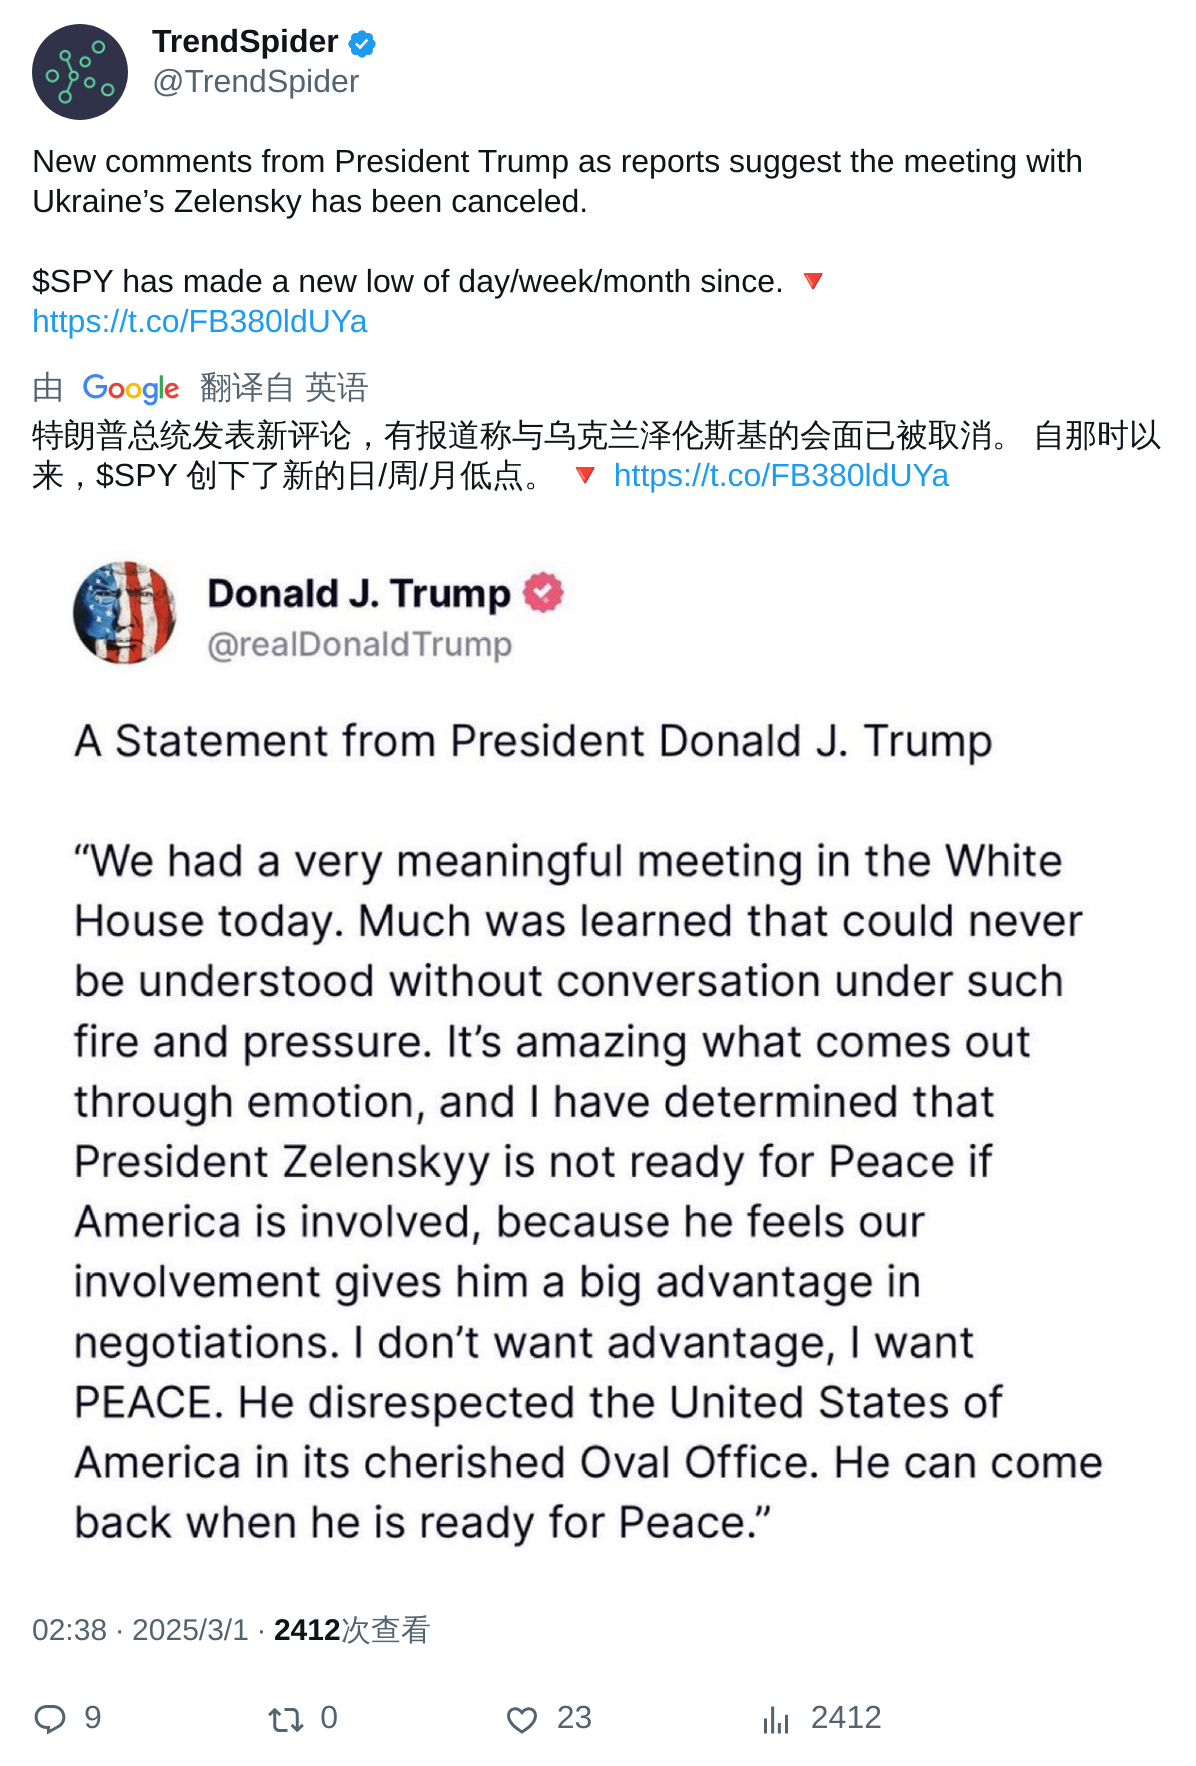 TrendSpider
@TrendSpider
New comments from President Trump as reports suggest the meeting with
Ukraine’s Zelensky has been canceled.
$SPY has made a new low of day/week/month since. 🔻
https://t.co/FB380ldUYa
由 Google 翻译自 英语
特朗普总统发表新评论，有报道称与乌克兰泽伦斯基的会面已被取消。 自那时以
来，$SPY 创下了新的日/周/月低点。 🔻 https://t.co/FB380ldUYa
Donald J. Trump
@realDonaldTrump
A Statement from President Donald J. Trump
“We had a very meaningful meeting in the White
House today. Much was learned that could never
be understood without conversation under such
fire and pressure. It’s amazing what comes out
through emotion, and I have determined that
President Zelenskyy is not ready for Peace if
America is involved, because he feels our
involvement gives him a big advantage in
negotiations. I don’t want advantage, I want
PEACE. He disrespected the United States of
America in its cherished Oval Office. He can come
back when he is ready for Peace.”
02:38 · 2025/3/1 · 2412次查看
9 0 23 2412